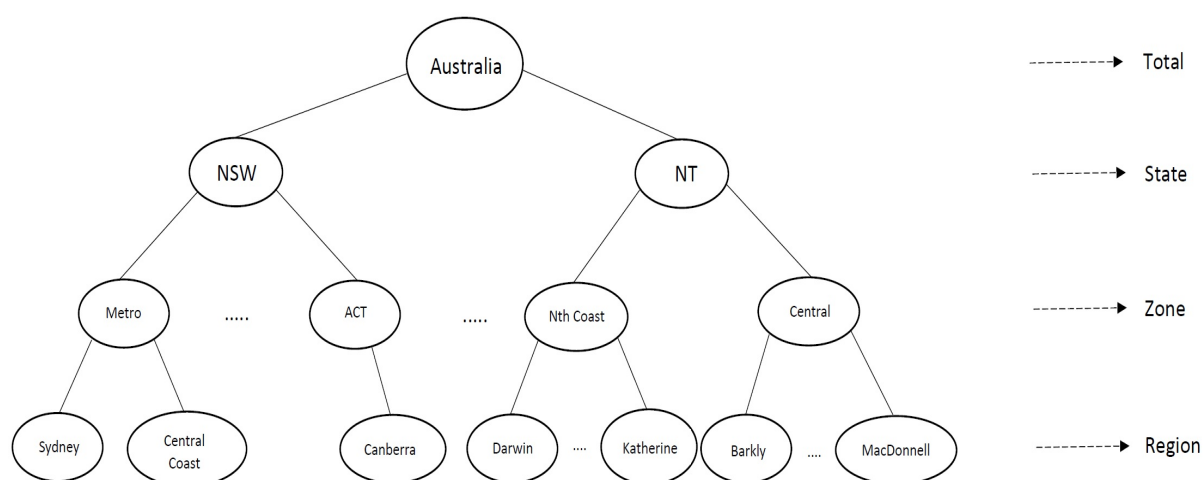 Australia
Total
NSW
NT
State
Metro
.....
ACT
.....
Nth Coast
Central
Zone
Sydney
Central
Coast
Canberra
Darwin
....
Katherine
Barkly
....
MacDonnell
Region